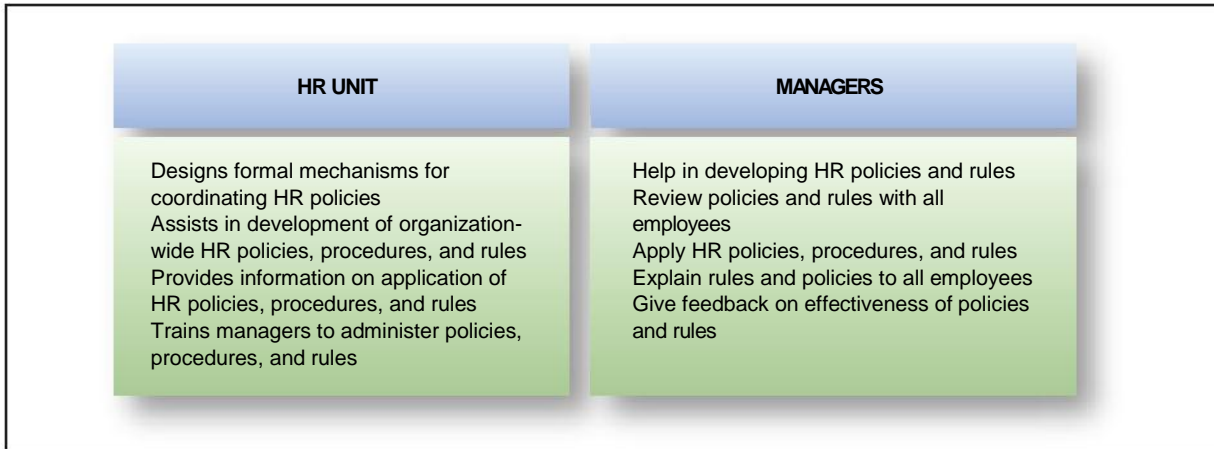 HR UNIT
Designs formal mechanisms for
coordinating HR policies
Assists in development of organization-
wide HR policies, procedures, and rules
Provides information on application of
HR policies, procedures, and rules
Trains managers to administer policies,
procedures, and rules
MANAGERS
Help in developing HR policies and rules
Review policies and rules with all
employees
Apply HR policies, procedures, and rules
Explain rules and policies to all employees
Give feedback on effectiveness of policies
and rules